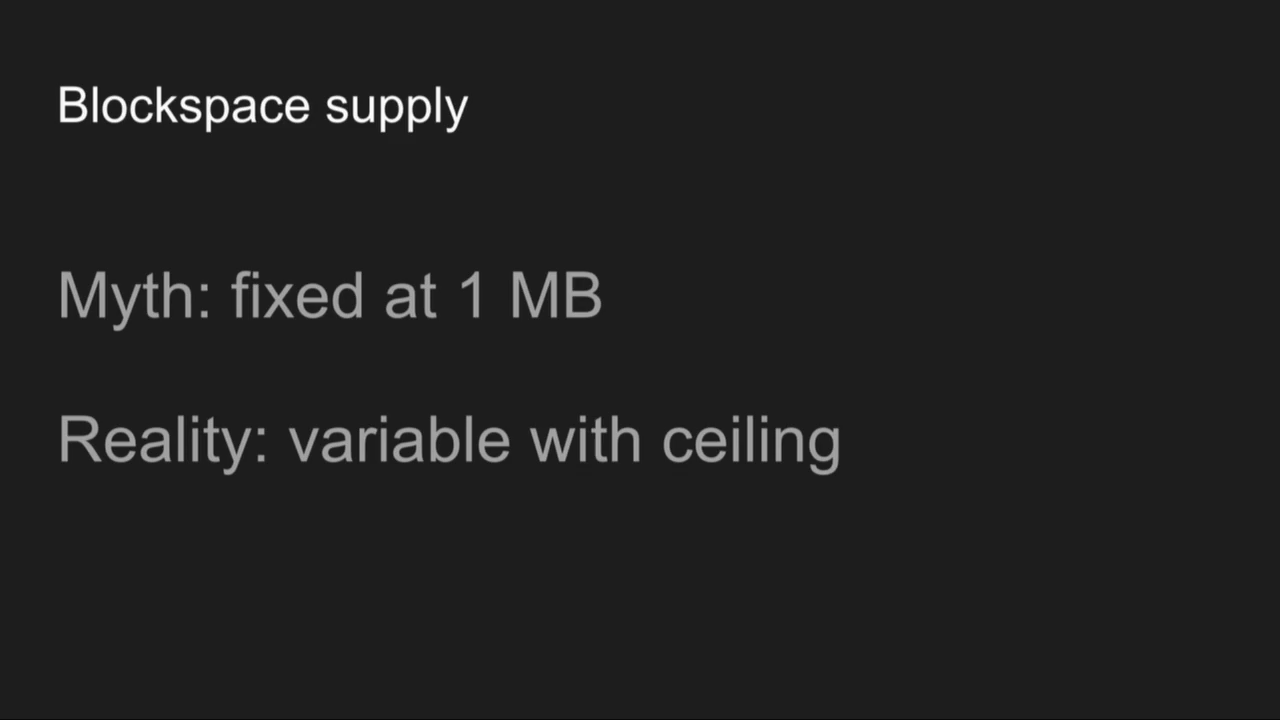 Blockspace supply
Myth: fixed at 1 MB
Reality: variable with ceiling